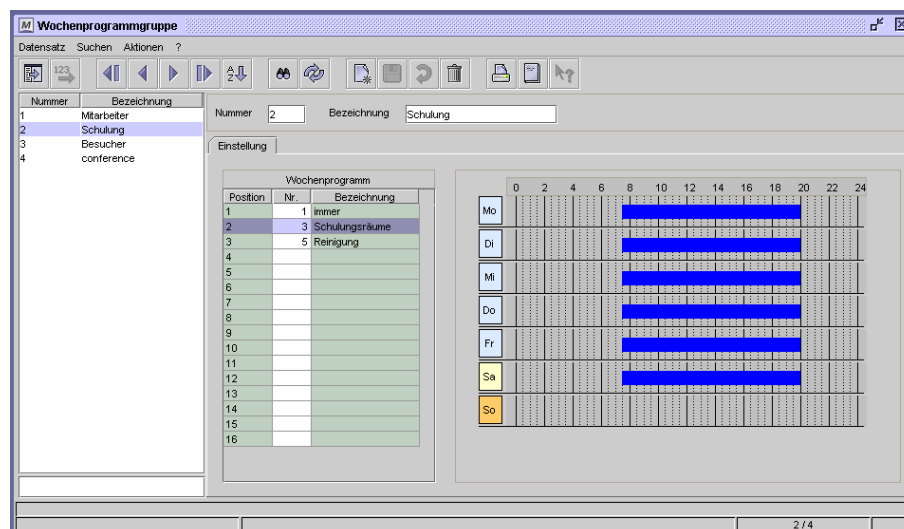 M Wochenprogrammgruppe
Datensatz Suchen Aktionen ?
123
A Z
Nummer Bezeichnung
1 Mitarbeiter
2 Schulung
3 Besucher
4 conference
Nummer 2 Bezeichnung Schulung
Einstellung
Wochenprogramm
Position Nr. Bezeichnung
1 1 immer
2 3 Schulungsräume
3 5 Reinigung
4
5
6
7
8
9
10
11
12
13
14
15
16
0 2 4 6 8 10 12 14 16 18 20 22 24
Mo
Di
Mi
Do
Fr
Sa
So
2 / 4